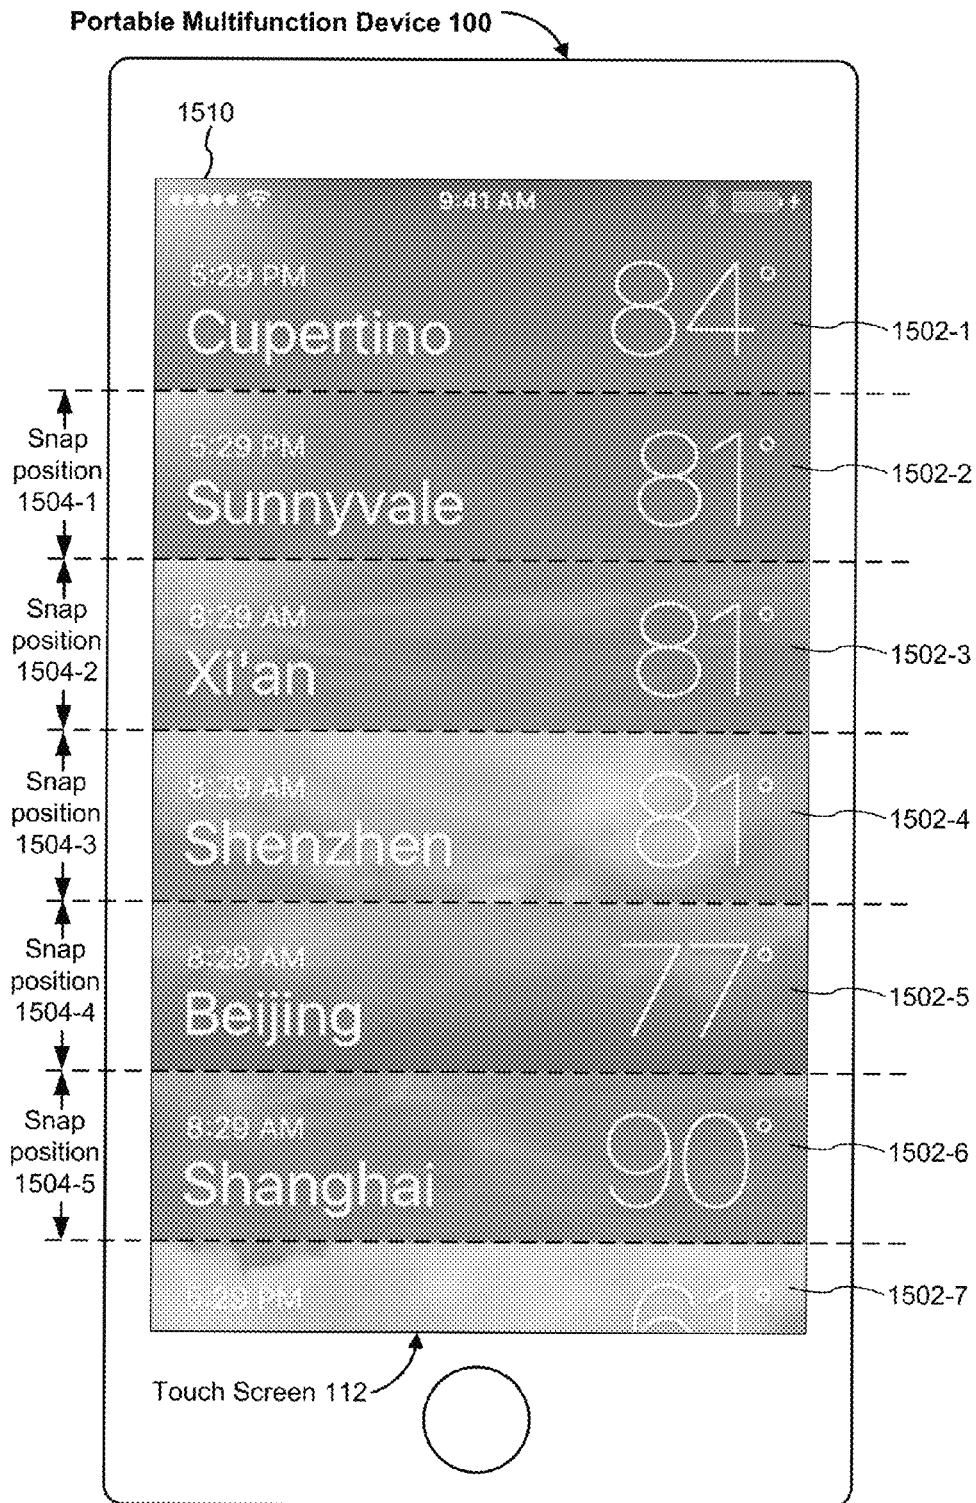 Portable Multifunction Device 100
1510
9:41 AM
5:29 PM
84°
Cupertino
1502-1
Snap
position
1504-1
5:29 PM
81°
Sunnyvale
1502-2
Snap
position
1504-2
8:29 AM
81°
Xi'an
1502-3
Snap
position
1504-3
8:29 AM
81°
Shenzhen
1502-4
Snap
position
1504-4
8:29 AM
77°
Beijing
1502-5
Snap
position
1504-5
8:29 AM
90°
Shanghai
1502-6
1502-7
Touch Screen 112